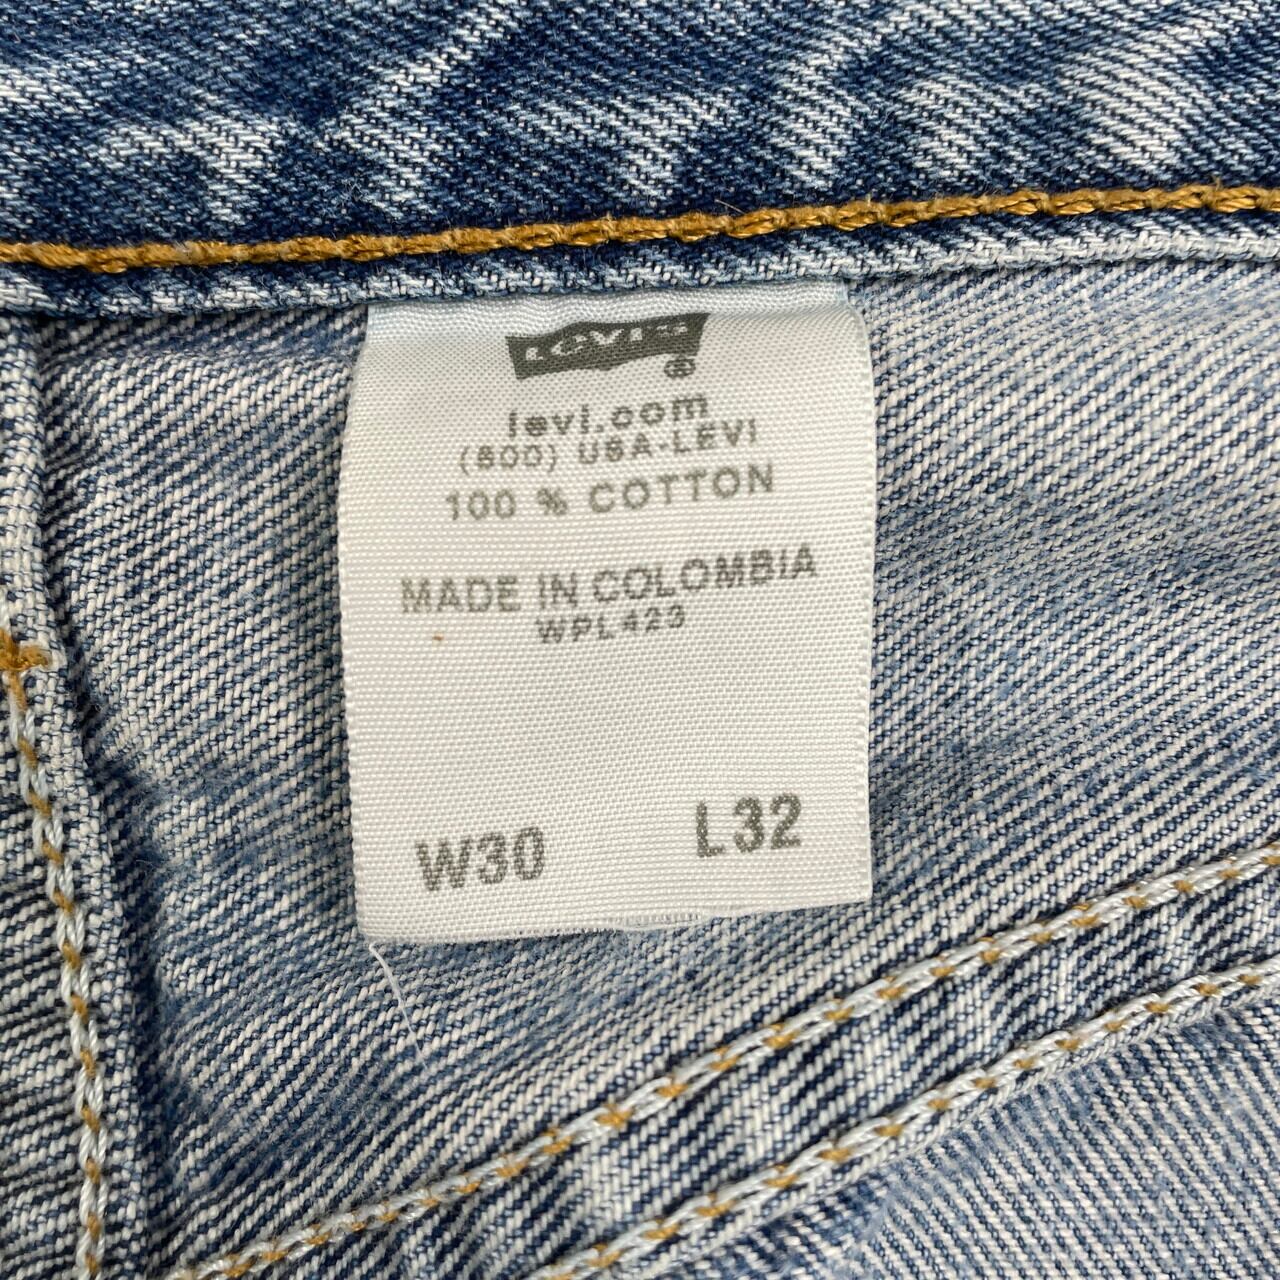 Levi's
®
levi.com
(800) USA-LEVI
100 % COTTON
MADE IN COLOMBIA
WPL423
W30 L32